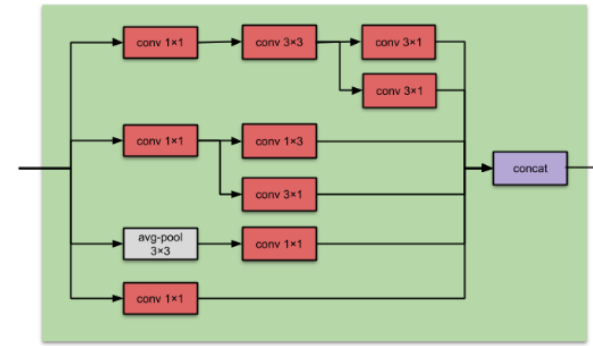 conv 1×1
conv 3×3
conv 3×1
conv 3×1
conv 1×1
conv 1×3
conv 3×1
concat
avg-pool
3×3
conv 1×1
conv 1×1